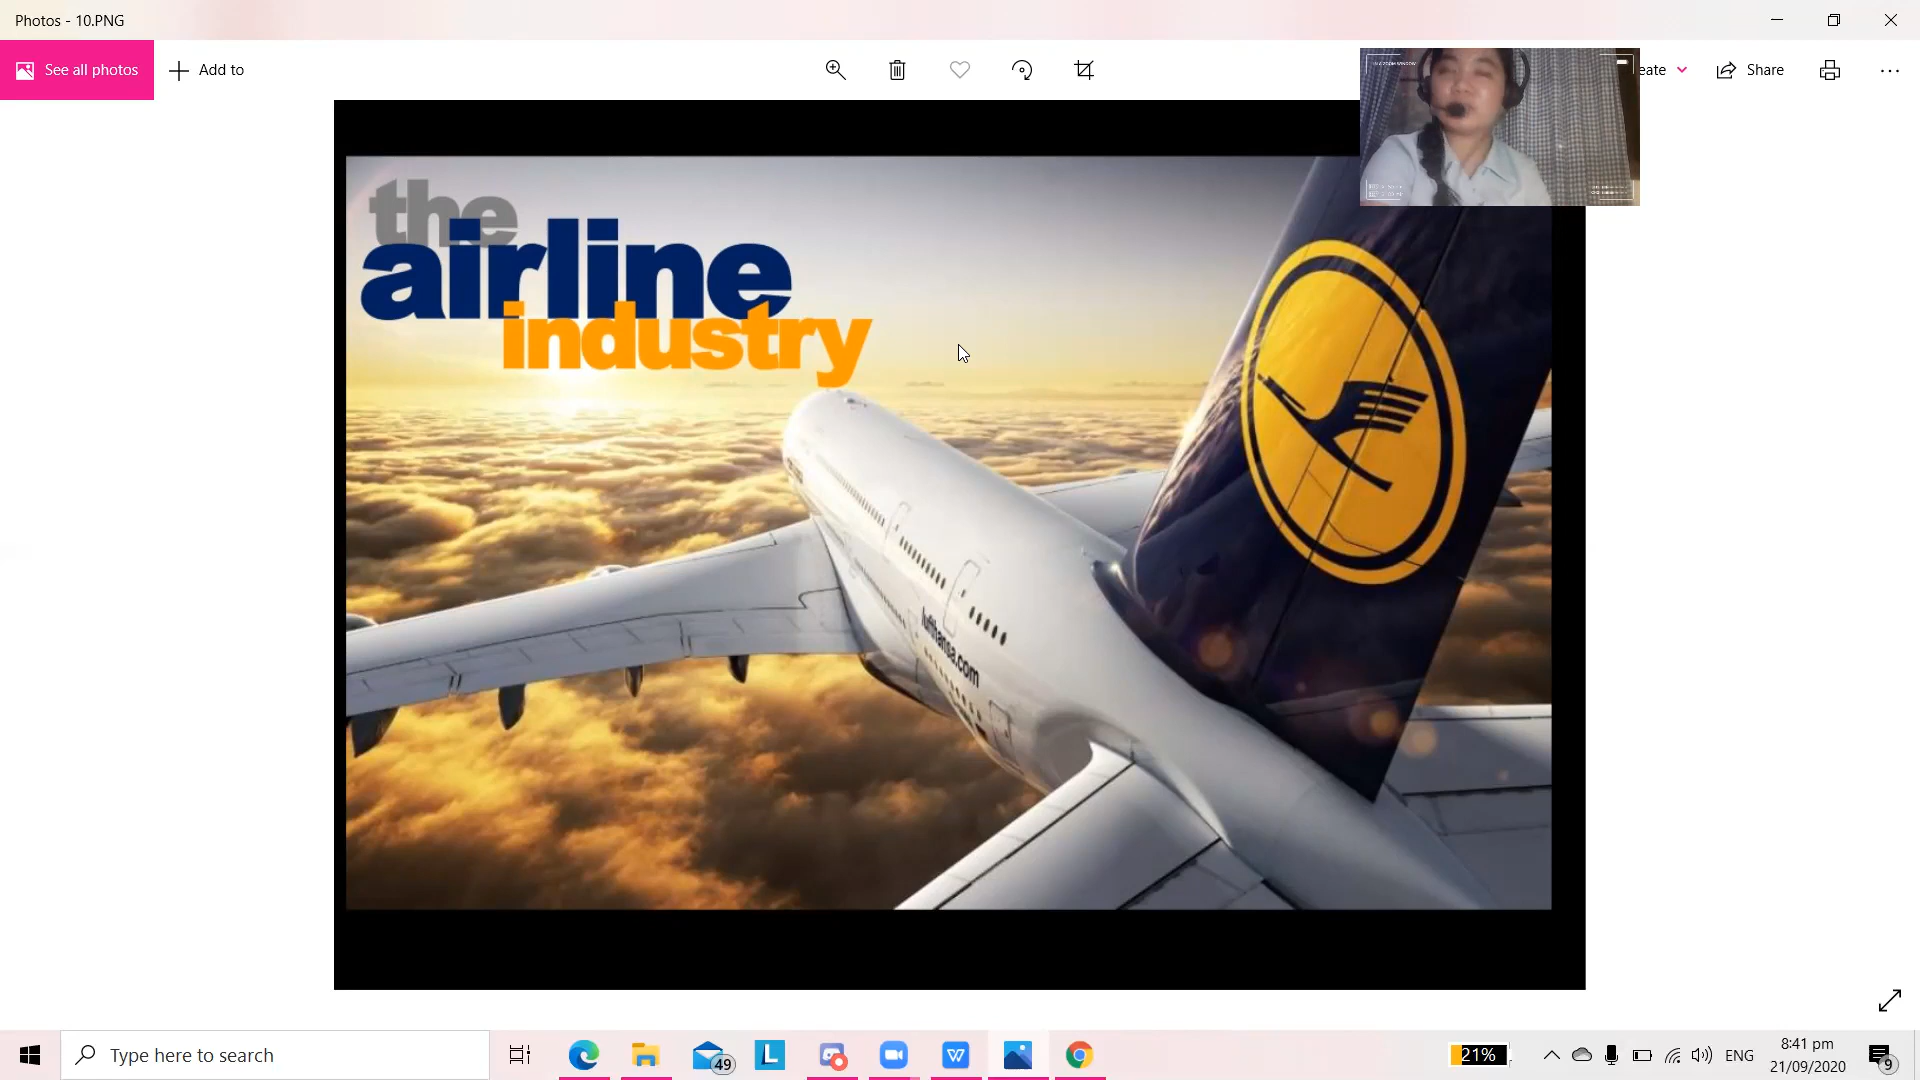 Photos - 10.PNG
See all photos
Add to
eate
Share
the
airline
industry
lufthansa.com
Type here to search
49
L
W
21%
ENG
8:41 pm
21/09/2020
9